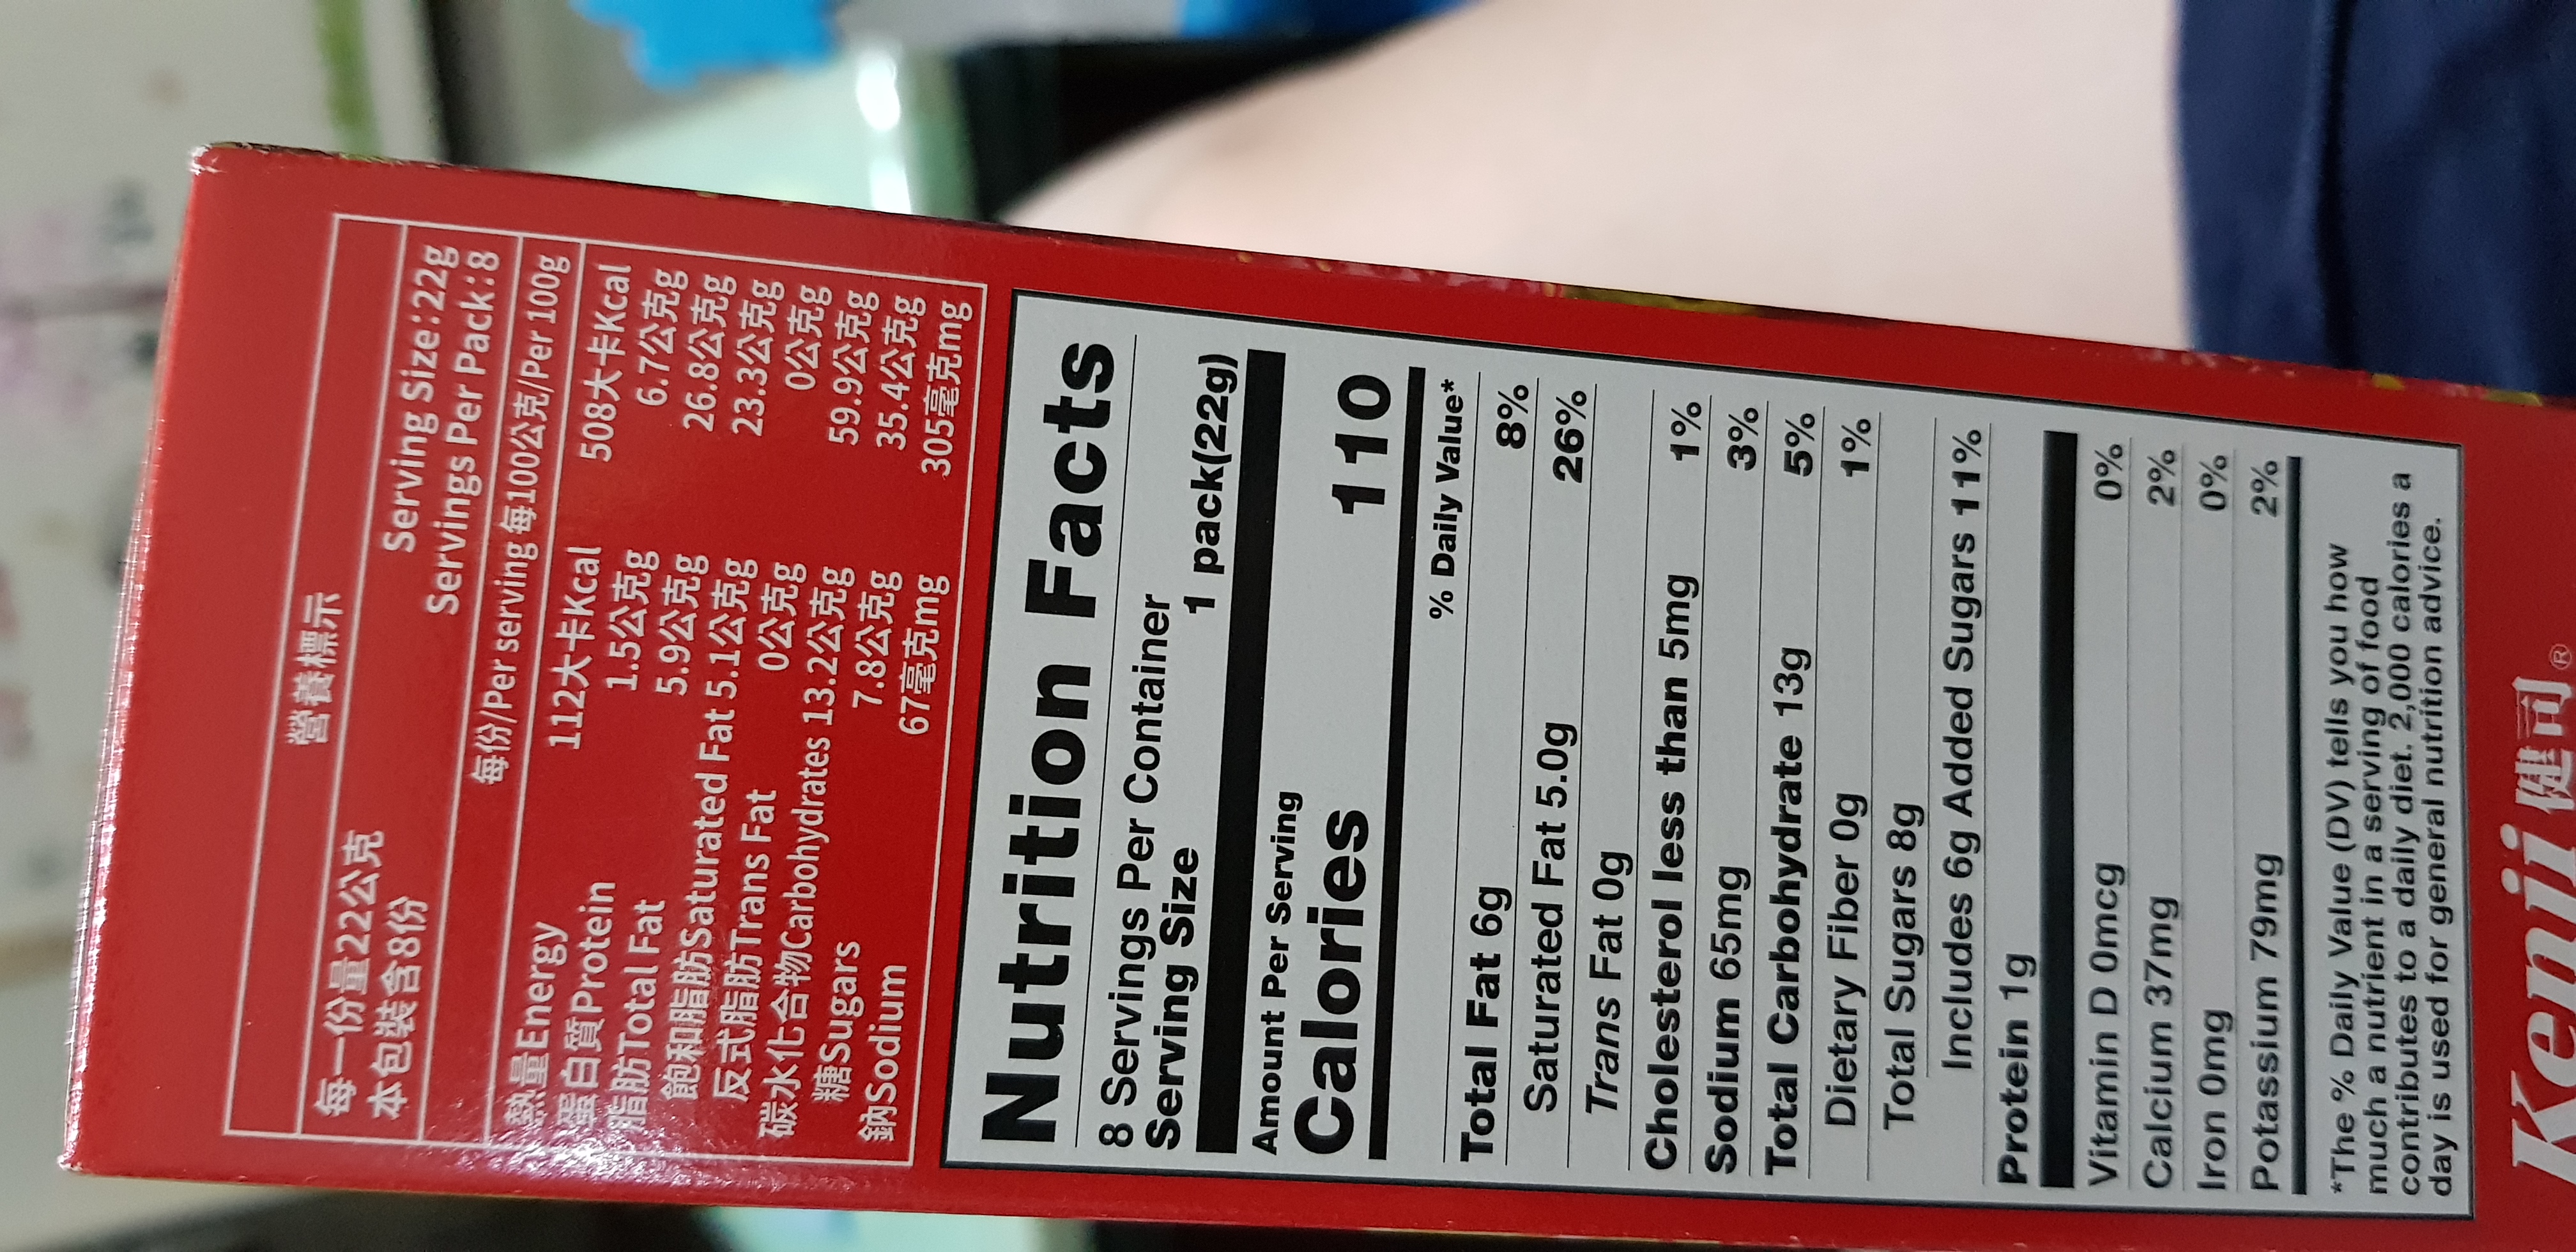 營養標示
每一份量22公克 Serving Size:22g
本包裝含8份 Servings Per Pack:8
每份/Per serving 每100公克/Per 100g
熱量Energy 112大卡Kcal 508大卡Kcal
蛋白質Protein 1.5公克g 6.7公克g
脂肪Total Fat 5.9公克g 26.8公克g
飽和脂肪Saturated Fat 5.1公克g 23.3公克g
反式脂肪Trans Fat 0公克g 0公克g
碳水化合物Carbohydrates 13.2公克g 59.9公克g
糖Sugars 7.8公克g 35.4公克g
鈉Sodium 67毫克mg 305毫克mg
Nutrition Facts
8 Servings Per Container
Serving Size 1 pack(22g)
Amount Per Serving
Calories 110
% Daily Value*
Total Fat 6g 8%
Saturated Fat 5.0g 26%
Trans Fat 0g
Cholesterol less than 5mg 1%
Sodium 65mg 3%
Total Carbohydrate 13g 5%
Dietary Fiber 0g 1%
Total Sugars 8g
Includes 6g Added Sugars 11%
Protein 1g
Vitamin D 0mcg 0%
Calcium 37mg 2%
Iron 0mg 0%
Potassium 79mg 2%
*The % Daily Value (DV) tells you how
much a nutrient in a serving of food
contributes to a daily diet. 2,000 calories a
day is used for general nutrition advice.
Kenji 健司®